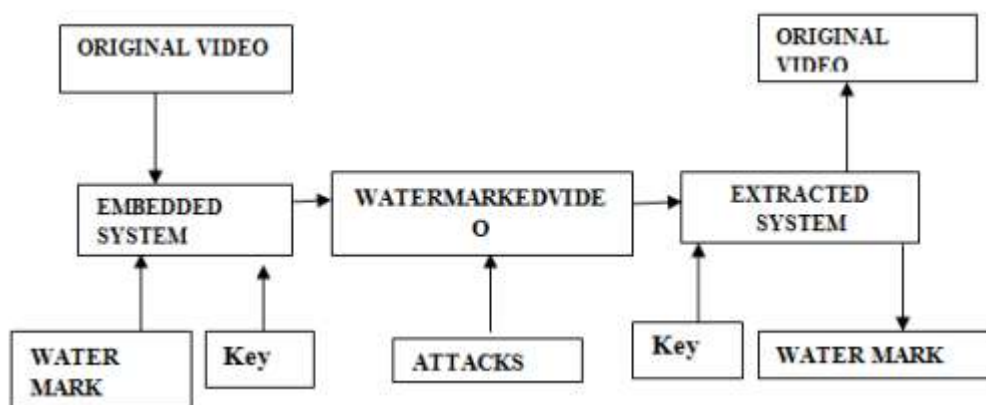 ORIGINAL VIDEO
ORIGINAL
VIDEO
EMBEDDED
SYSTEM
WATERMARKEDVIDE
O
EXTRACTED
SYSTEM
WATER
MARK
Key
ATTACKS
Key
WATER MARK